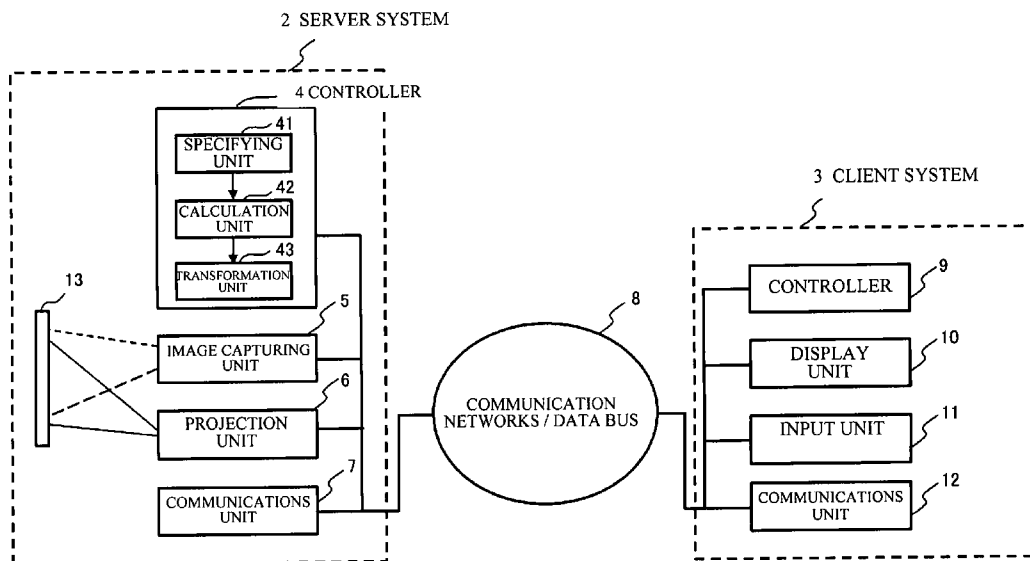 2 SERVER SYSTEM
4 CONTROLLER
41
SPECIFYING
UNIT
42
CALCULATION
UNIT
43
TRANSFORMATION
UNIT
13
5
IMAGE CAPTURING
UNIT
6
PROJECTION
UNIT
7
COMMUNICATIONS
UNIT
8
COMMUNICATION
NETWORKS / DATA BUS
3 CLIENT SYSTEM
9
CONTROLLER
10
DISPLAY
UNIT
11
INPUT UNIT
12
COMMUNICATIONS
UNIT